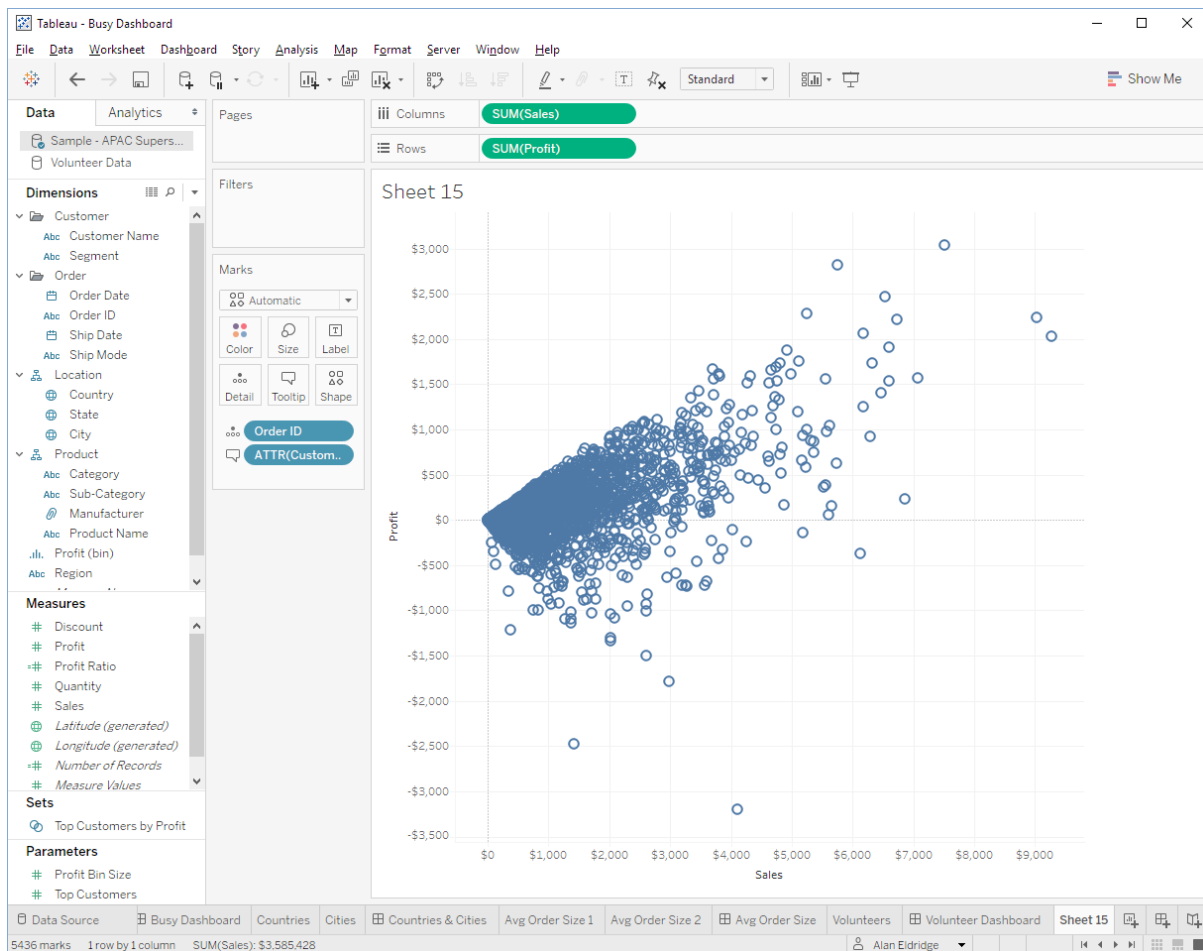 Tableau - Busy Dashboard
File Data Worksheet Dashboard Story Analysis Map Format Server Window Help
Standard
Show Me
Data Analytics
Sample - APAC Supers...
Volunteer Data
Dimensions
Customer
Abc Customer Name
Abc Segment
Order
Order Date
Abc Order ID
Ship Date
Abc Ship Mode
Location
Country
State
City
Product
Abc Category
Abc Sub-Category
Manufacturer
Abc Product Name
Profit (bin)
Abc Region
Measures
# Discount
# Profit
=# Profit Ratio
# Quantity
# Sales
Latitude (generated)
Longitude (generated)
=# Number of Records
# Measure Values
Sets
Top Customers by Profit
Parameters
# Profit Bin Size
# Top Customers
Pages
Filters
Marks
Automatic
Color Size Label
Detail Tooltip Shape
Order ID
ATTR(Custom..
Columns SUM(Sales)
Rows SUM(Profit)
Sheet 15
$3,000
$2,500
$2,000
$1,500
$1,000
$500
$0
-$500
-$1,000
-$1,500
-$2,000
-$2,500
-$3,000
-$3,500
Profit
$0 $1,000 $2,000 $3,000 $4,000 $5,000 $6,000 $7,000 $8,000 $9,000
Sales
Data Source Busy Dashboard Countries Cities Countries & Cities Avg Order Size 1 Avg Order Size 2 Avg Order Size Volunteers Volunteer Dashboard Sheet 15
5436 marks 1 row by 1 column SUM(Sales): $3,585,428 Alan Eldridge